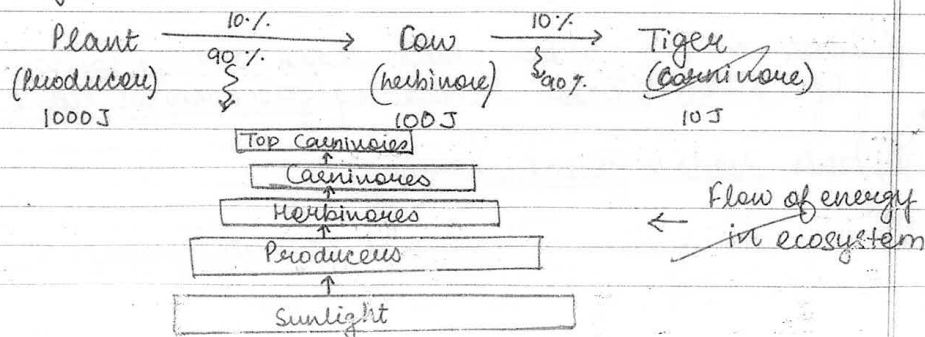 10% 10%
Plant Cow Tiger
90% 90%
(Producer) (herbivore) (carnivore)
1000J 100J 10J
Top Carnivores
Carnivores
Herbivores
Flow of energy
in ecosystem
Producers
Sunlight